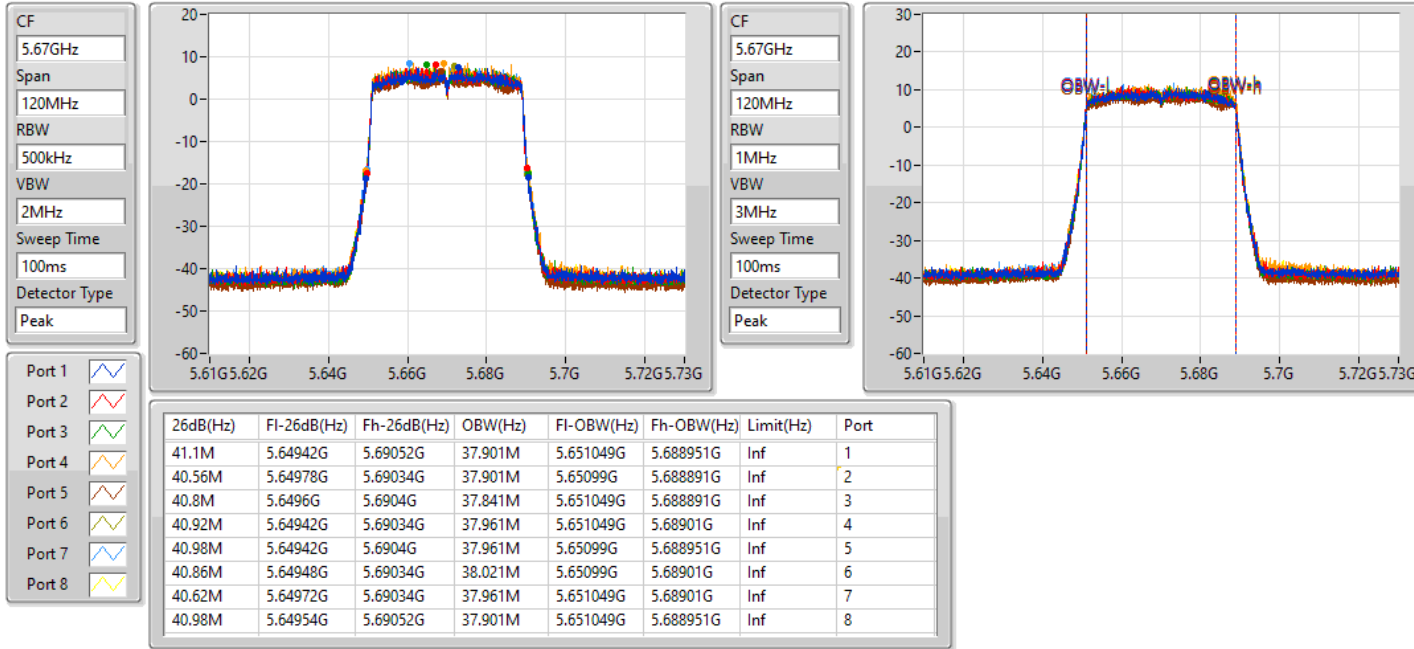 CF
5.67GHz
Span
120MHz
RBW
500kHz
VBW
2MHz
Sweep Time
100ms
Detector Type
Peak
20
10
0
-10
-20
-30
-40
-50
-60
5.61G 5.62G 5.64G 5.66G 5.68G 5.7G 5.72G 5.73G
CF
5.67GHz
Span
120MHz
RBW
1MHz
VBW
3MHz
Sweep Time
100ms
Detector Type
Peak
30
20
10
0
-10
-20
-30
-40
-50
-60
OBW-l OBW-h
5.61G 5.62G 5.64G 5.66G 5.68G 5.7G 5.72G 5.73G
Port 1
Port 2
Port 3
Port 4
Port 5
Port 6
Port 7
Port 8
26dB(Hz) Fl-26dB(Hz) Fh-26dB(Hz) OBW(Hz) Fl-OBW(Hz) Fh-OBW(Hz) Limit(Hz) Port
41.1M 5.64942G 5.69052G 37.901M 5.651049G 5.688951G Inf 1
40.56M 5.64978G 5.69034G 37.901M 5.65099G 5.688891G Inf 2
40.8M 5.6496G 5.6904G 37.841M 5.651049G 5.688891G Inf 3
40.92M 5.64942G 5.69034G 37.961M 5.651049G 5.68901G Inf 4
40.98M 5.64942G 5.6904G 37.961M 5.65099G 5.688951G Inf 5
40.86M 5.64948G 5.69034G 38.021M 5.65099G 5.68901G Inf 6
40.62M 5.64972G 5.69034G 37.961M 5.651049G 5.68901G Inf 7
40.98M 5.64954G 5.69052G 37.901M 5.651049G 5.688951G Inf 8